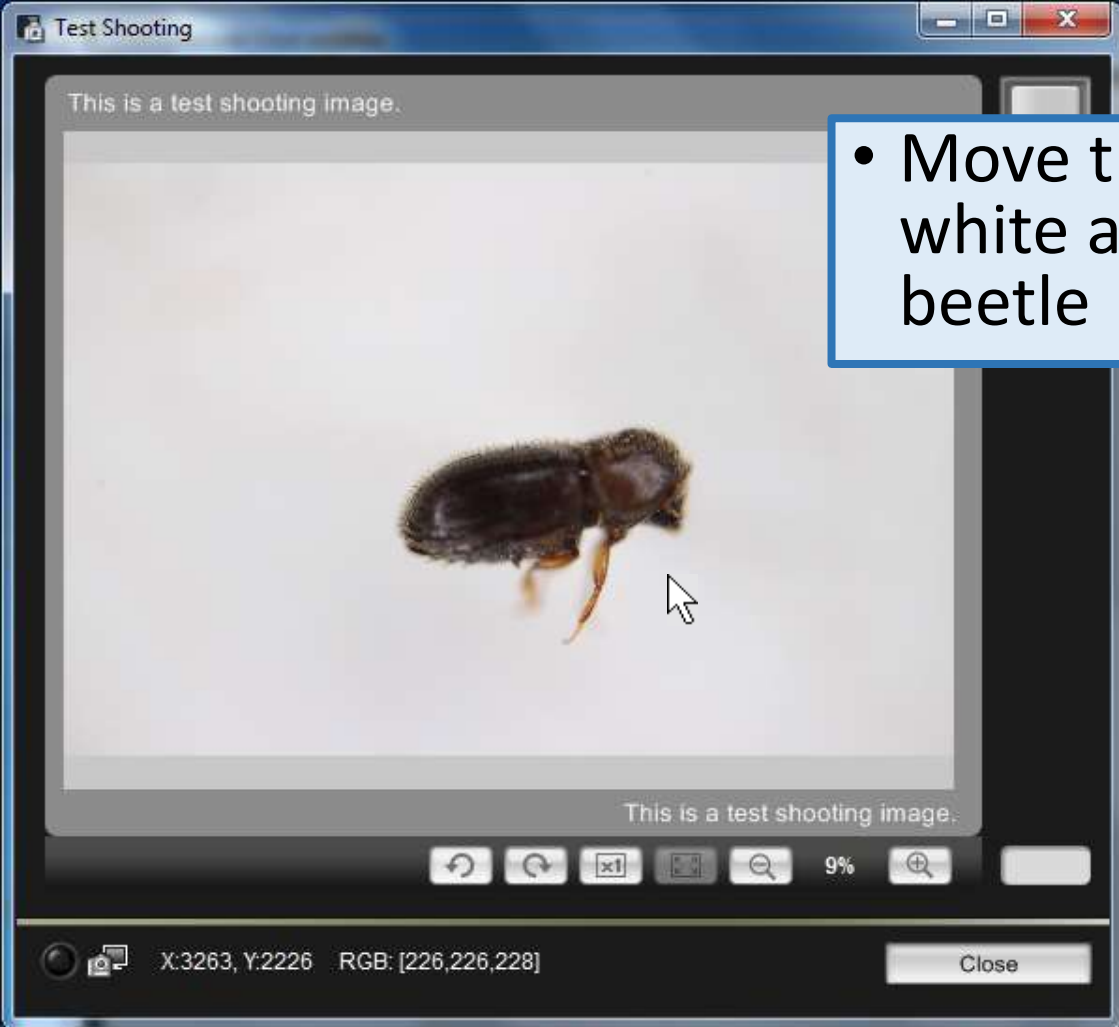 Test Shooting
This is a test shooting image.
• Move t
white a
beetle
This is a test shooting image.
x1
9%
X:3263, Y:2226 RGB: [226,226,228]
Close